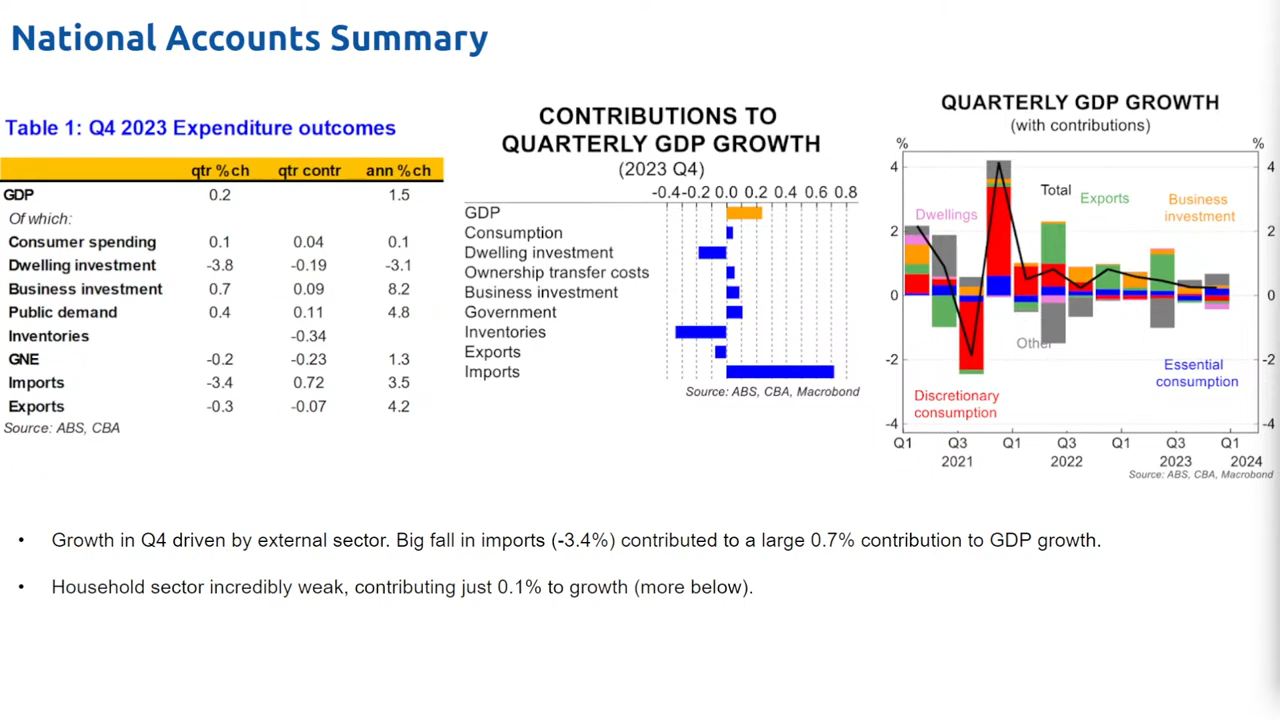 National Accounts Summary
Table 1: Q4 2023 Expenditure outcomes
qtr %ch qtr contr ann %ch
GDP 0.2 1.5
Of which:
Consumer spending 0.1 0.04 0.1
Dwelling investment -3.8 -0.19 -3.1
Business investment 0.7 0.09 8.2
Public demand 0.4 0.11 4.8
Inventories -0.34
GNE -0.2 -0.23 1.3
Imports -3.4 0.72 3.5
Exports -0.3 -0.07 4.2
Source: ABS, CBA
CONTRIBUTIONS TO
QUARTERLY GDP GROWTH
(2023 Q4)
-0.4 -0.2 0.0 0.2 0.4 0.6 0.8
GDP
Consumption
Dwelling investment
Ownership transfer costs
Business investment
Government
Inventories
Exports
Imports
Source: ABS, CBA, Macrobond
QUARTERLY GDP GROWTH
(with contributions)
% %
4 4
2 2
0 0
-2 -2
-4 -4
Total
Exports
Business
investment
Dwellings
Other
Essential
consumption
Discretionary
consumption
Q1 Q3 Q1 Q3 Q1 Q3 Q1
2021 2022 2023 2024
Source: ABS, CBA, Macrobond
• Growth in Q4 driven by external sector. Big fall in imports (-3.4%) contributed to a large 0.7% contribution to GDP growth.
• Household sector incredibly weak, contributing just 0.1% to growth (more below).